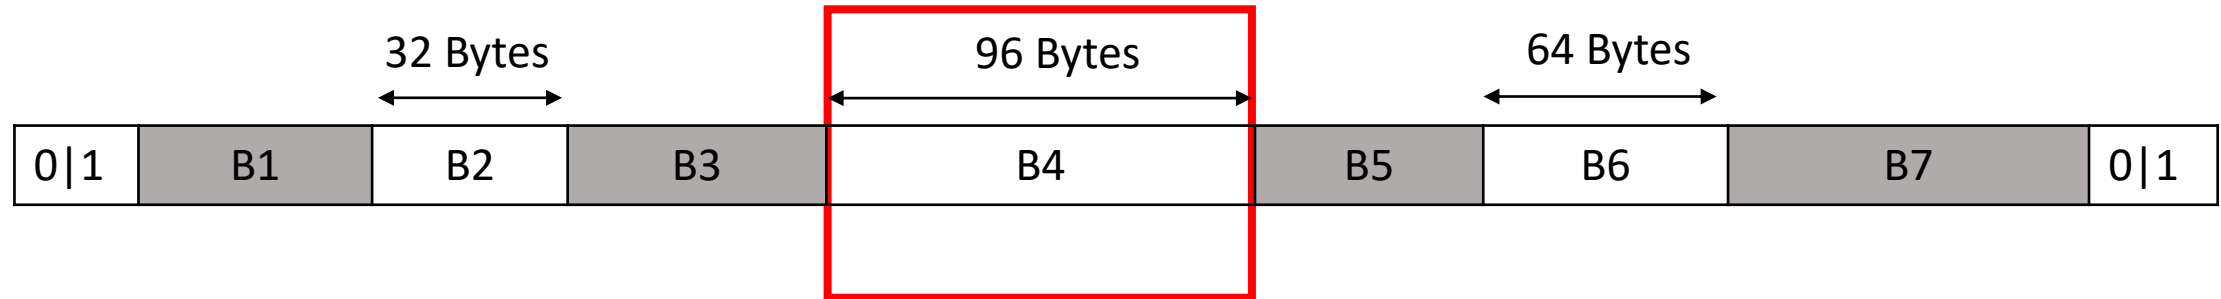 32 Bytes 96 Bytes 64 Bytes
0|1 B1 B2 B3 B4 B5 B6 B7 0|1